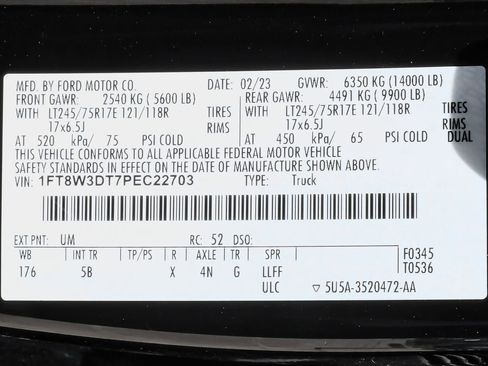 MFD. BY FORD MOTOR CO. DATE: 02/23 GVWR: 6350 KG (14000 LB)
FRONT GAWR: 2540 KG ( 5600 LB) REAR GAWR: 4491 KG ( 9900 LB)
WITH LT245/75R17E 121/118R TIRES WITH LT245/75R17E 121/118R TIRES
17x6.5J RIMS 17x6.5J RIMS
AT 520 kPa/ 75 PSI COLD AT 450 kPa/ 65 PSI COLD DUAL
THIS VEHICLE CONFORMS TO ALL APPLICABLE FEDERAL MOTOR VEHICLE
SAFETY STANDARDS IN EFFECT ON THE DATE OF MANUFACTURE SHOWN ABOVE.
VIN: 1FT8W3DT7PEC22703 TYPE: Truck
EXT PNT: UM RC: 52 DSO:
WB INT TR TP/PS R AXLE TR SPR F0345
176 5B X 4N G LLFF T0536
ULC ▽ 5U5A-3520472-AA